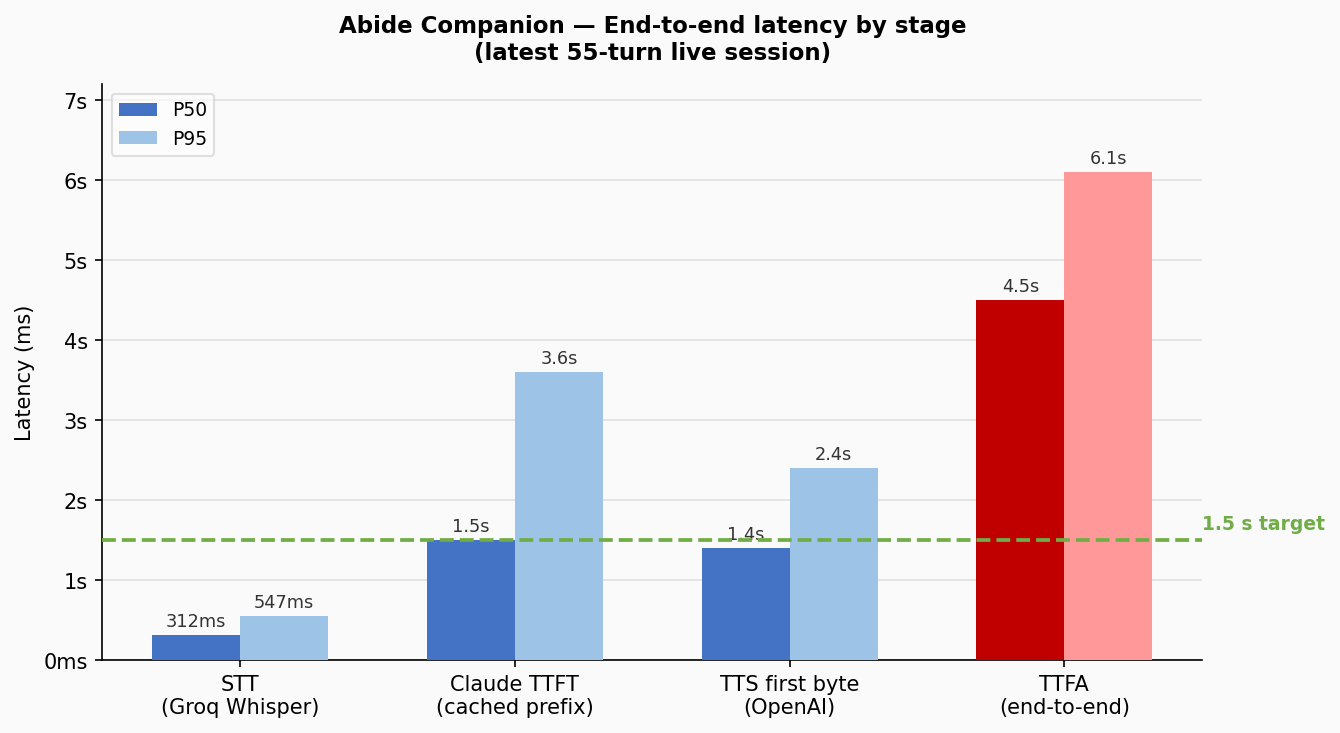 Abide Companion — End-to-end latency by stage
(latest 55-turn live session)
P50
P95
Latency (ms)
7s
6s
5s
4s
3s
2s
1s
0ms
312ms
547ms
1.5s
3.6s
1.4s
2.4s
4.5s
6.1s
1.5 s target
STT
(Groq Whisper)
Claude TTFT
(cached prefix)
TTS first byte
(OpenAI)
TTFA
(end-to-end)